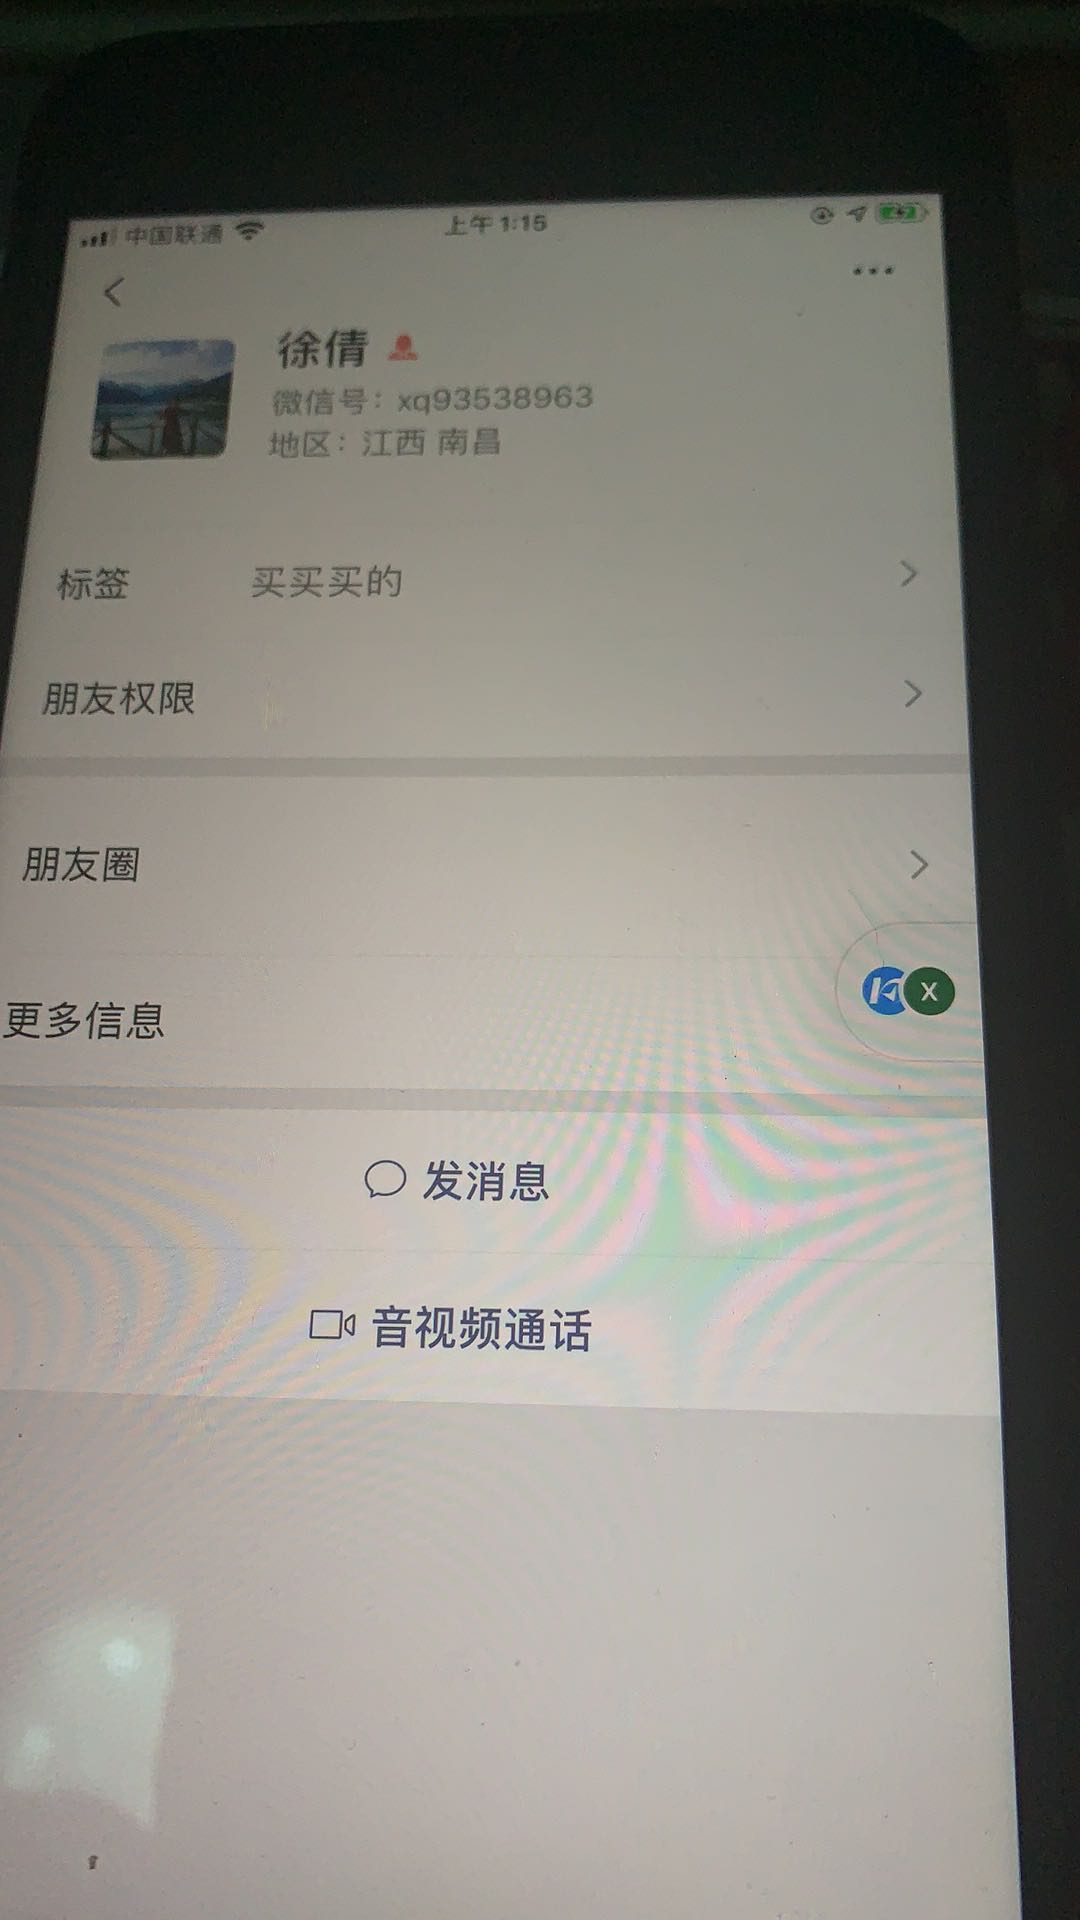 中国联通 上午1:15
徐倩
微信号：xq93538963
地区：江西 南昌
标签 买买买的
朋友权限
朋友圈
更多信息
X
发消息
音视频通话